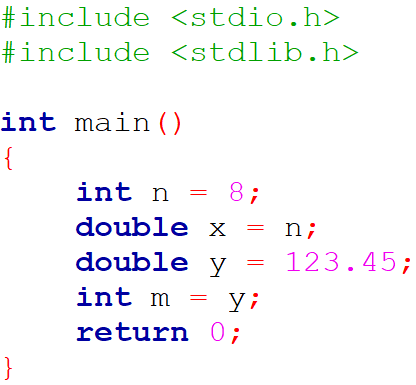 #include <stdio.h>
#include <stdlib.h>

int main()
{
    int n = 8;
    double x = n;
    double y = 123.45;
    int m = y;
    return 0;
}